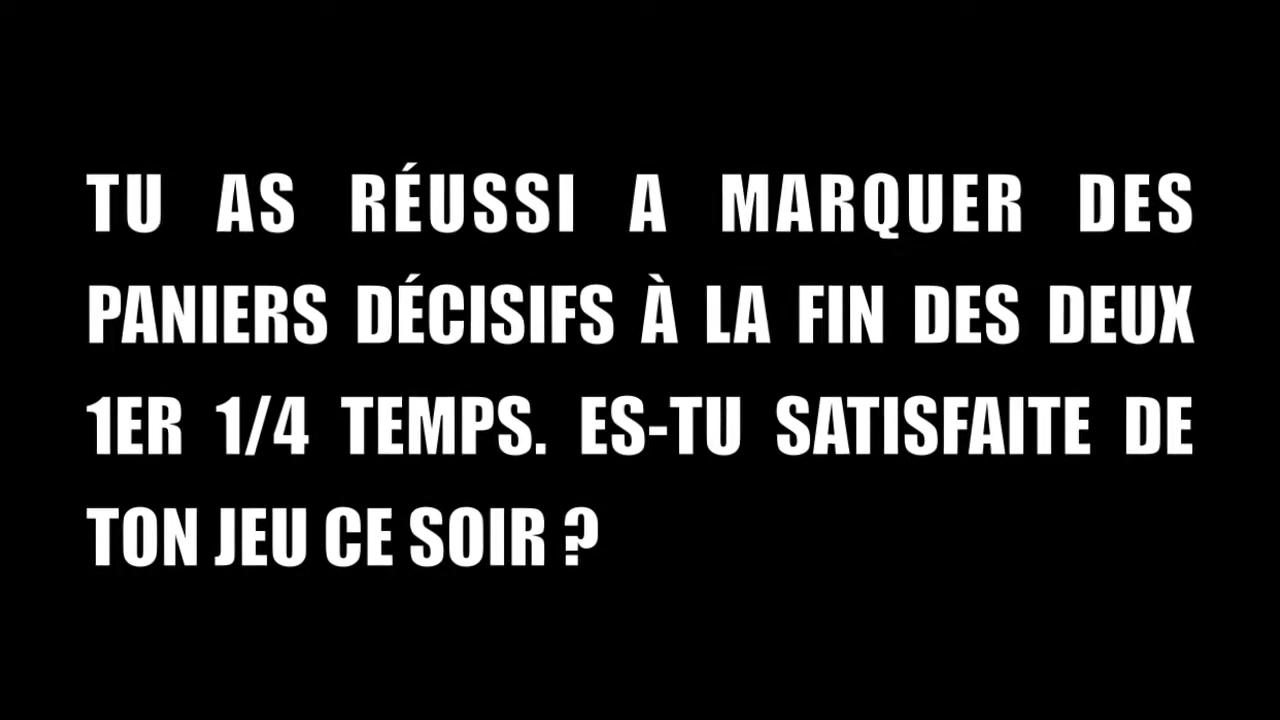 TU AS RÉUSSI A MARQUER DES
PANIERS DÉCISIFS À LA FIN DES DEUX
1ER 1/4 TEMPS. ES-TU SATISFAITE DE
TON JEU CE SOIR ?